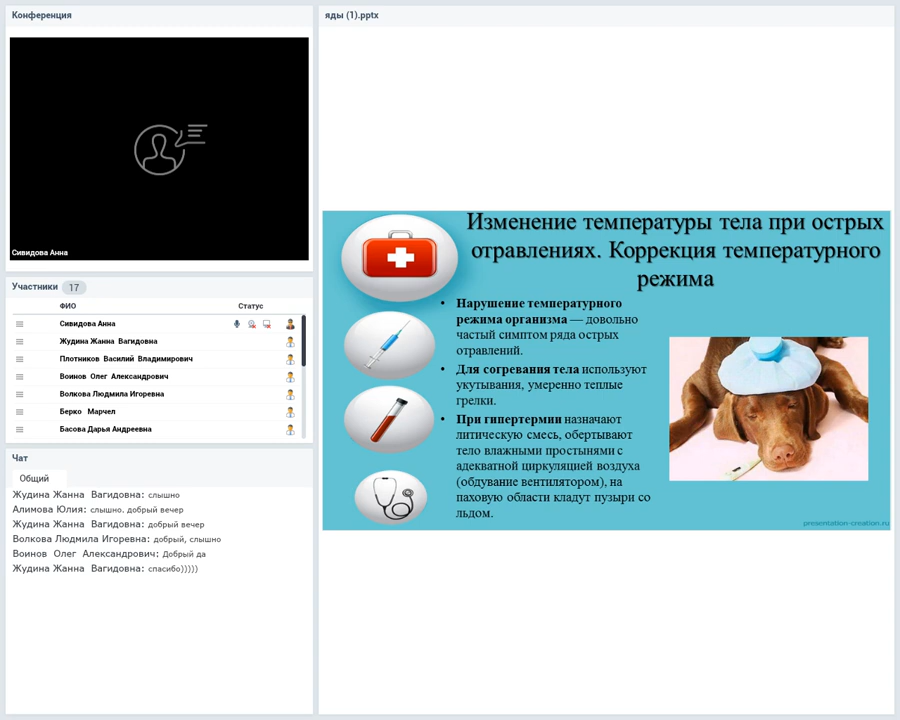 Конференция
Сивидова Анна
Участники 17
ФИО Статус
Сивидова Анна
Жудина Жанна Вагидовна
Плотников Василий Владимирович
Воинов Олег Александрович
Волкова Людмила Игоревна
Берко Марчел
Басова Дарья Андреевна
Чат
Общий
Жудина Жанна Вагидовна: слышно
Алимова Юлия: слышно. добрый вечер
Жудина Жанна Вагидовна: добрый вечер
Волкова Людмила Игоревна: добрый, слышно
Воинов Олег Александрович: Добрый да
Жудина Жанна Вагидовна: спасибо)))))
яды (1).pptx
Изменение температуры тела при острых
отравлениях. Коррекция температурного
режима
• Нарушение температурного
режима организма — довольно
частый симптом ряда острых
отравлений.
• Для согревания тела используют
укутывания, умеренно теплые
грелки.
• При гипертермии назначают
литическую смесь, обертывают
тело влажными простынями с
адекватной циркуляцией воздуха
(обдувание вентилятором), на
паховую области кладут пузыри со
льдом.
presentation-creation.ru